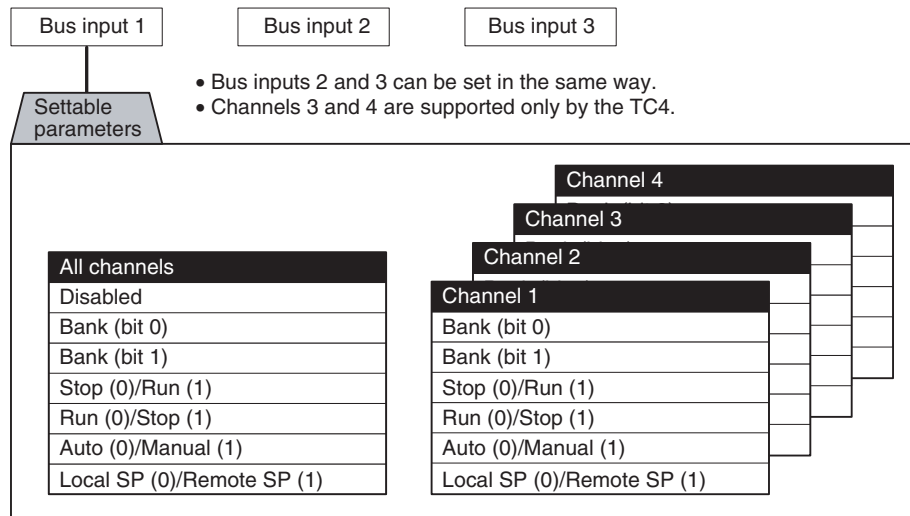 Bus input 1
Bus input 2
Bus input 3
• Bus inputs 2 and 3 can be set in the same way.
• Channels 3 and 4 are supported only by the TC4.
Settable
parameters
All channels
Disabled
Bank (bit 0)
Bank (bit 1)
Stop (0)/Run (1)
Run (0)/Stop (1)
Auto (0)/Manual (1)
Local SP (0)/Remote SP (1)
Channel 4
Channel 3
Channel 2
Channel 1
Bank (bit 0)
Bank (bit 1)
Stop (0)/Run (1)
Run (0)/Stop (1)
Auto (0)/Manual (1)
Local SP (0)/Remote SP (1)